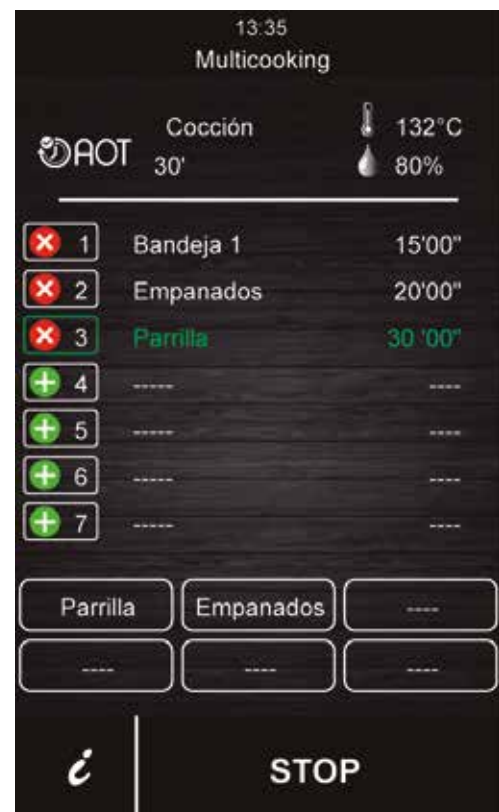 13:35
Multicooking
AOT
Cocción
132°C
30'
80%
1 Bandeja 1 15'00"
2 Empanados 20'00"
3 Parrilla 30 '00"
4 ----- ----
5 ----- ----
6 ----- ----
7 ----- ----
Parrilla Empanados ----
---- ---- ----
i STOP